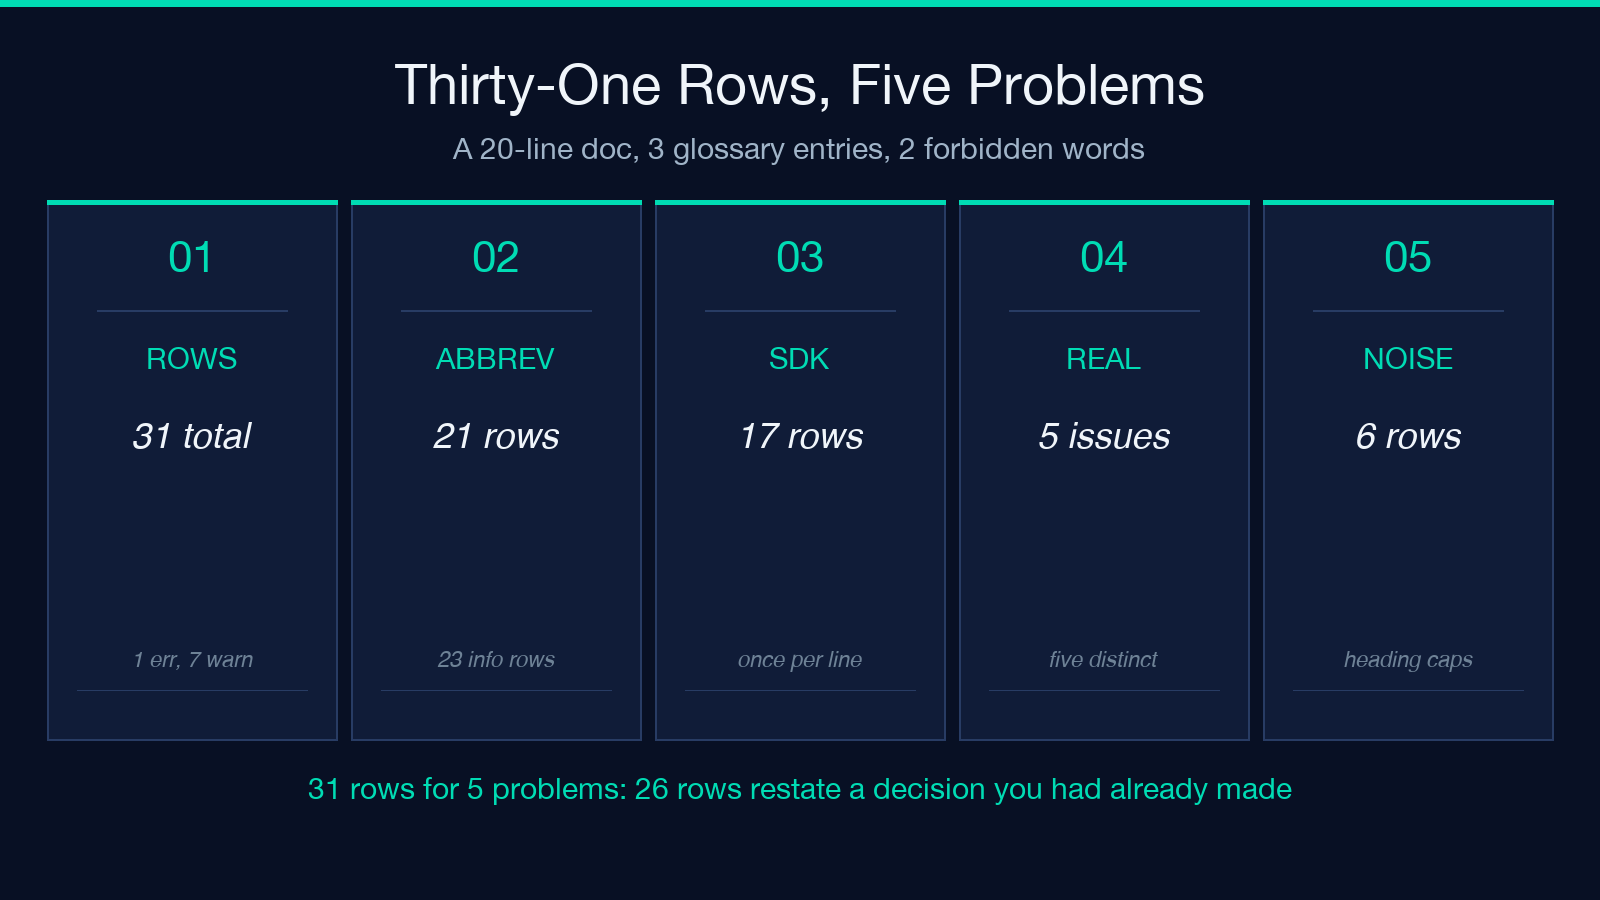 Thirty-One Rows, Five Problems
A 20-line doc, 3 glossary entries, 2 forbidden words
01
ROWS
31 total
1 err, 7 warn
02
ABBREV
21 rows
23 info rows
03
SDK
17 rows
once per line
04
REAL
5 issues
five distinct
05
NOISE
6 rows
heading caps
31 rows for 5 problems: 26 rows restate a decision you had already made